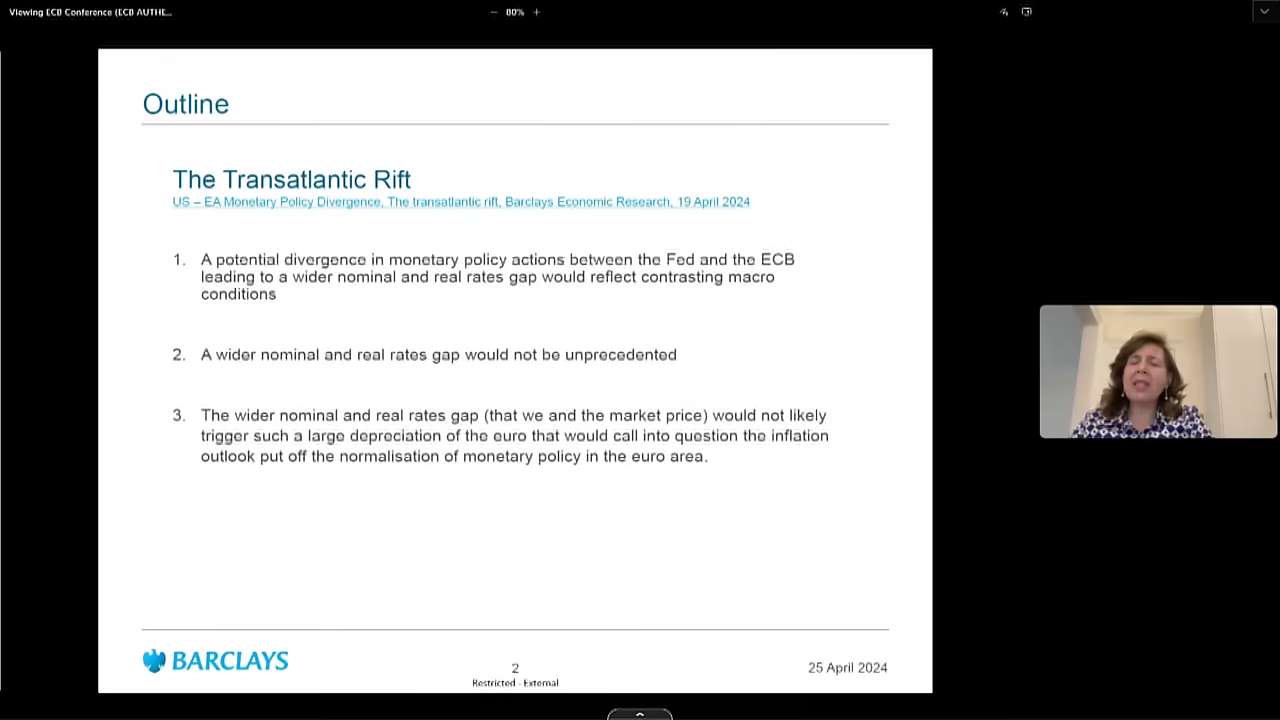 Viewing ECB Conference (ECB AUTHE...
80%
Outline
The Transatlantic Rift
US – EA Monetary Policy Divergence, The transatlantic rift, Barclays Economic Research, 19 April 2024
1. A potential divergence in monetary policy actions between the Fed and the ECB
leading to a wider nominal and real rates gap would reflect contrasting macro
conditions
2. A wider nominal and real rates gap would not be unprecedented
3. The wider nominal and real rates gap (that we and the market price) would not likely
trigger such a large depreciation of the euro that would call into question the inflation
outlook put off the normalisation of monetary policy in the euro area.
BARCLAYS
2
Restricted - External
25 April 2024